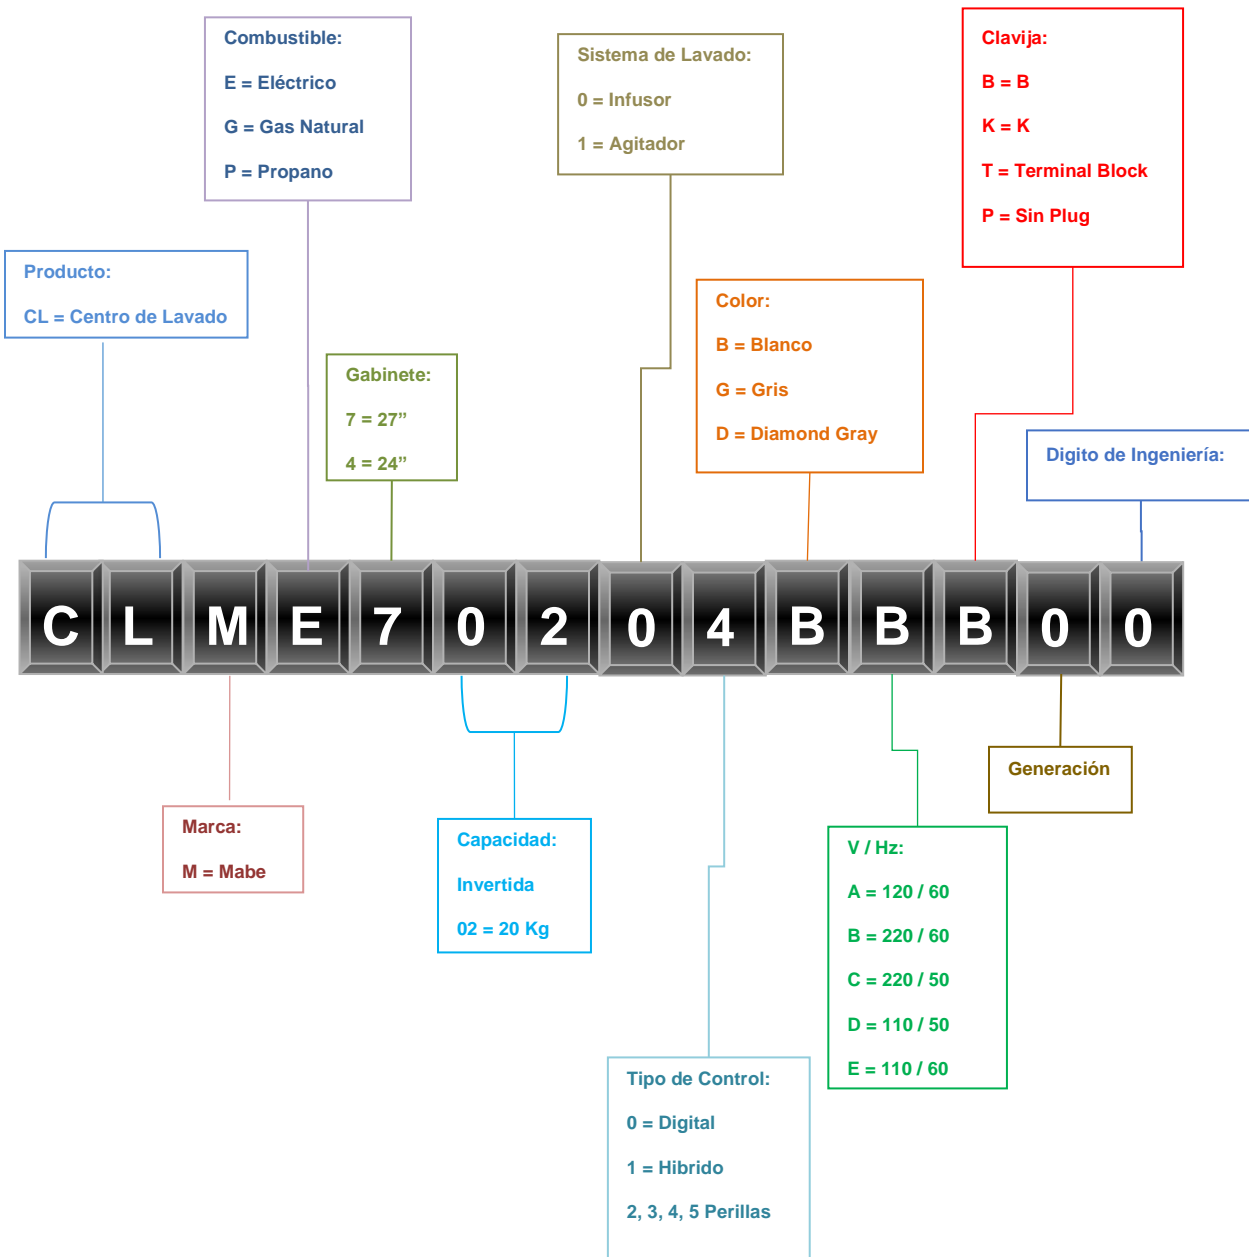 Combustible:
E = Eléctrico
G = Gas Natural
P = Propano
Sistema de Lavado:
0 = Infusor
1 = Agitador
Clavija:
B = B
K = K
T = Terminal Block
P = Sin Plug
Producto:
CL = Centro de Lavado
Gabinete:
7 = 27”
4 = 24”
Color:
B = Blanco
G = Gris
D = Diamond Gray
Digito de Ingeniería:
C L M E 7 0 2 0 4 B B B 0 0
Marca:
M = Mabe
Capacidad:
Invertida
02 = 20 Kg
Generación
V / Hz:
A = 120 / 60
B = 220 / 60
C = 220 / 50
D = 110 / 50
E = 110 / 60
Tipo de Control:
0 = Digital
1 = Hibrido
2, 3, 4, 5 Perillas